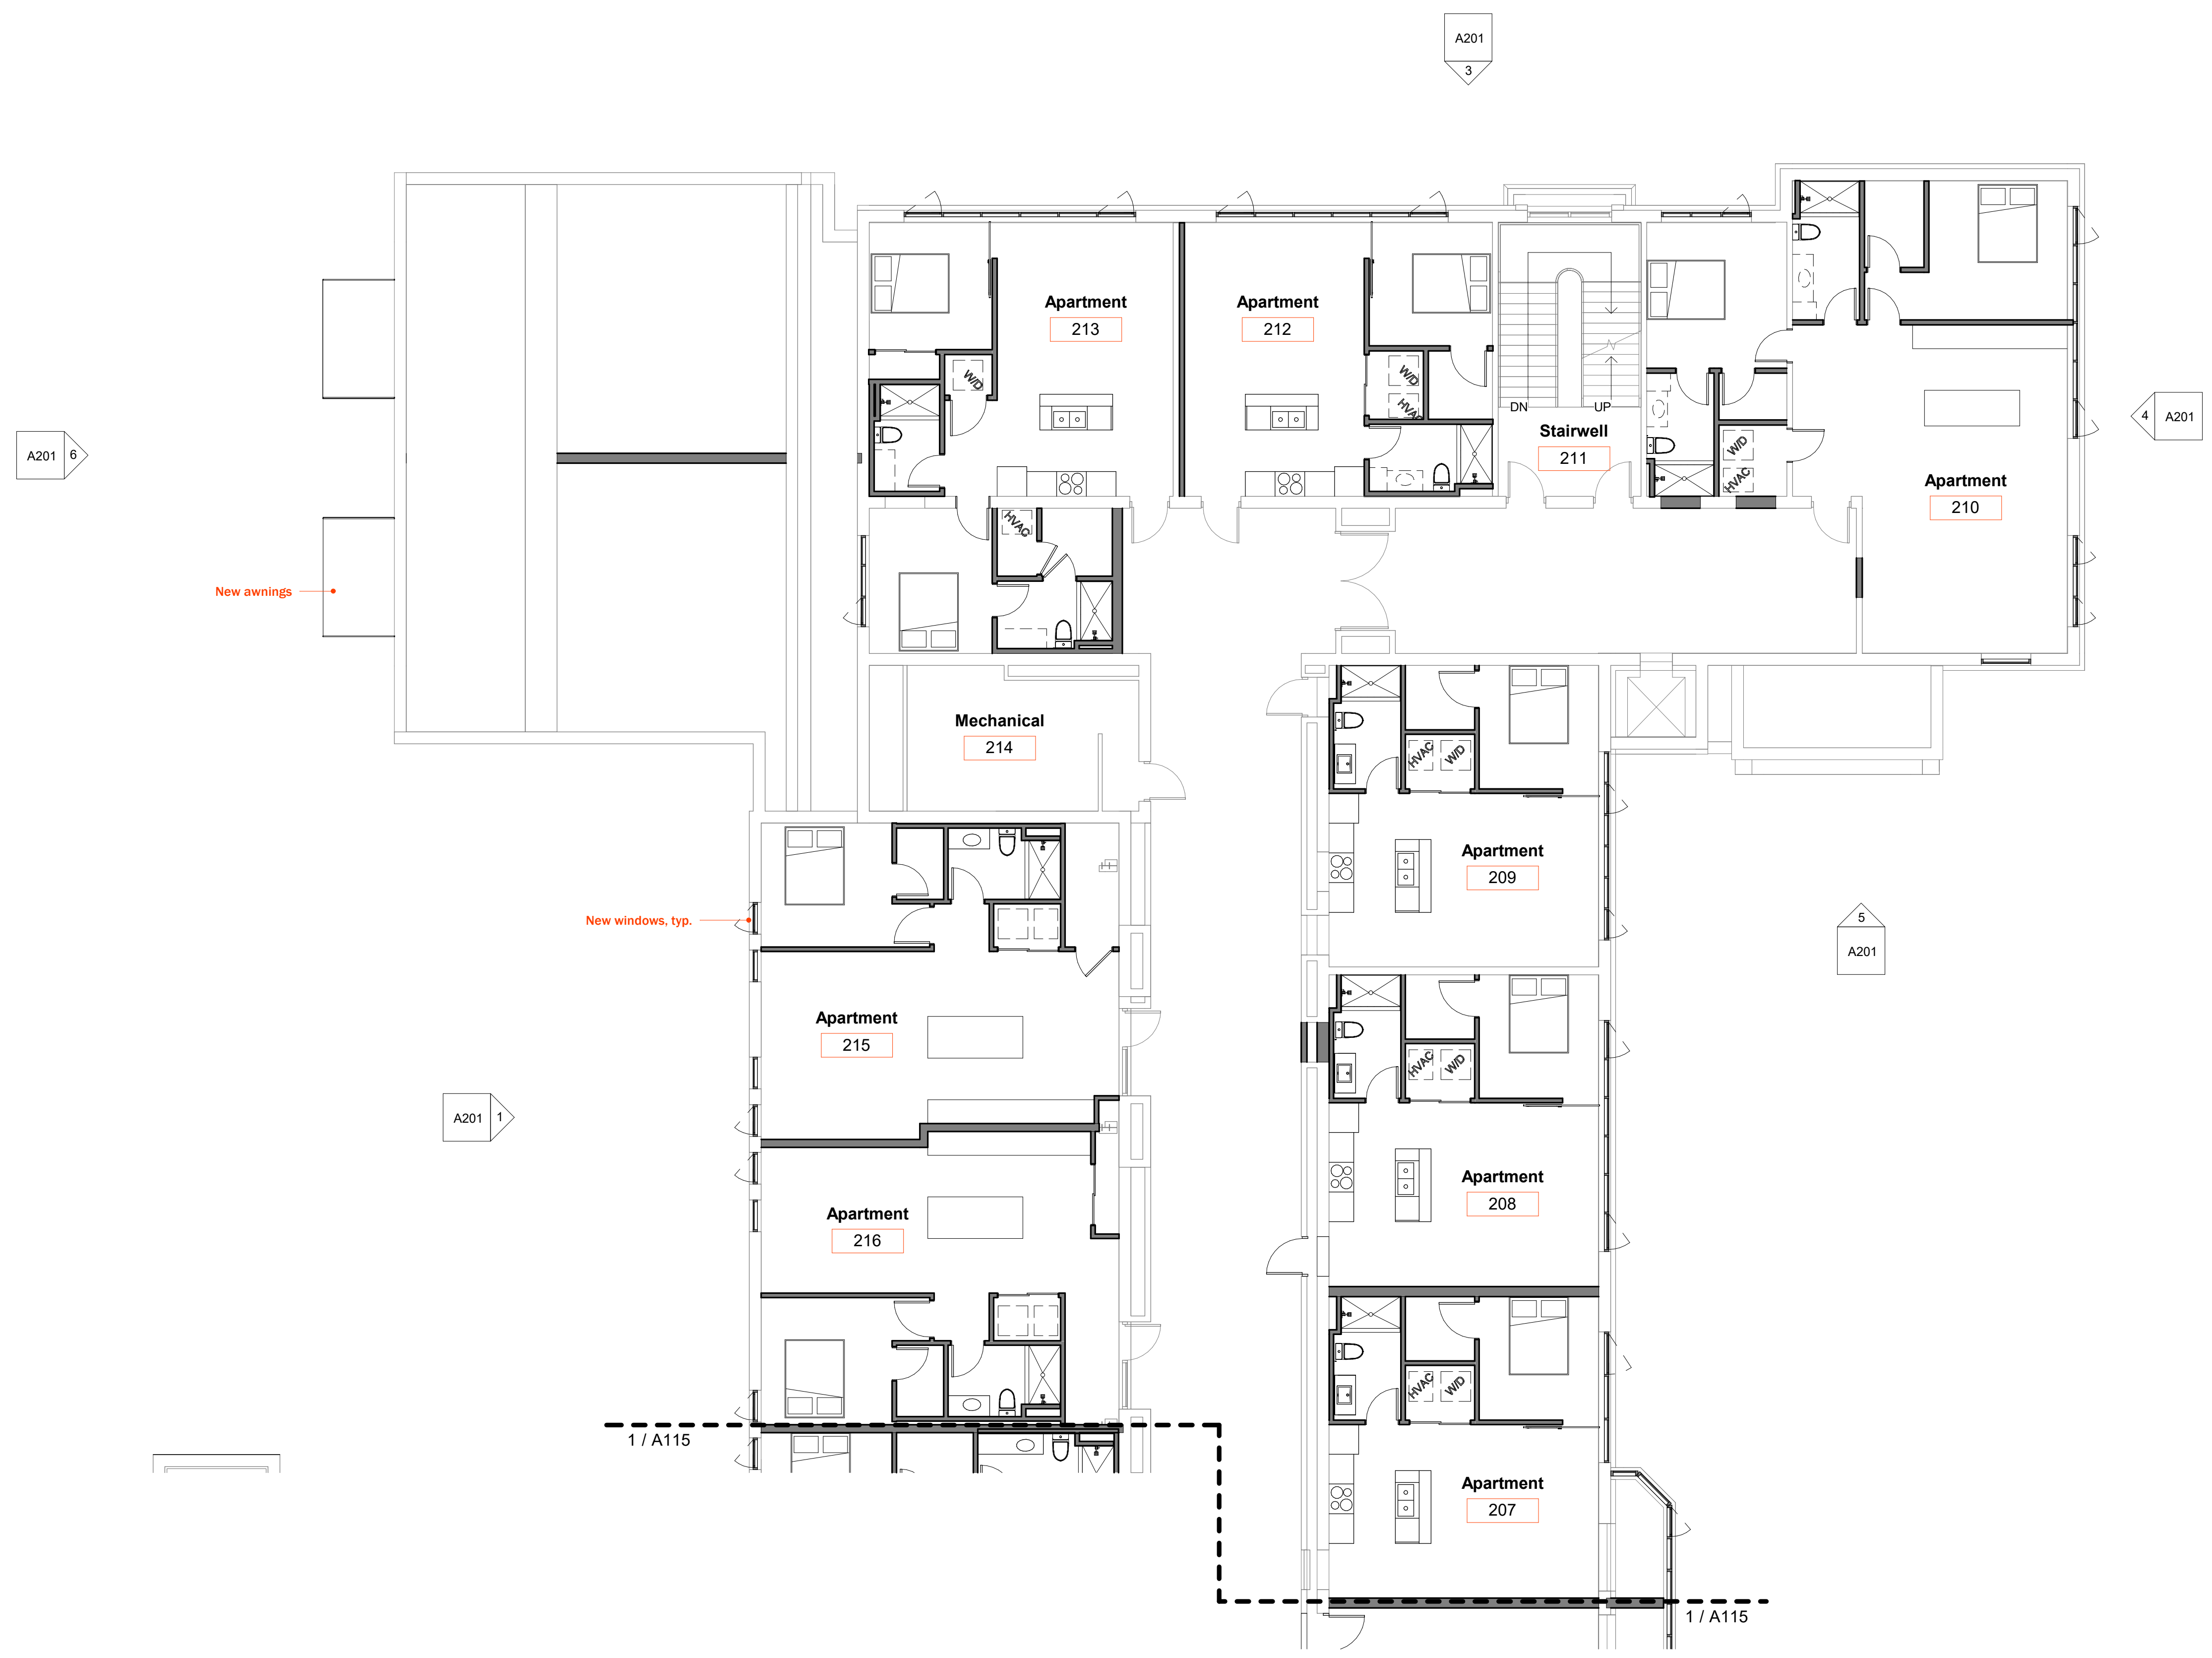 A201
3
Apartment
213
Apartment
212
W/D
W/D
HVAC
DN
UP
Stairwell
211
W/D
HVAC
Apartment
210
4
A201
A201
6
HVAC
New awnings
Mechanical
214
HVAC
W/D
Apartment
209
New windows, typ.
5
A201
Apartment
215
HVAC
W/D
A201
1
Apartment
208
Apartment
216
HVAC
W/D
1 / A115
Apartment
207
1 / A115